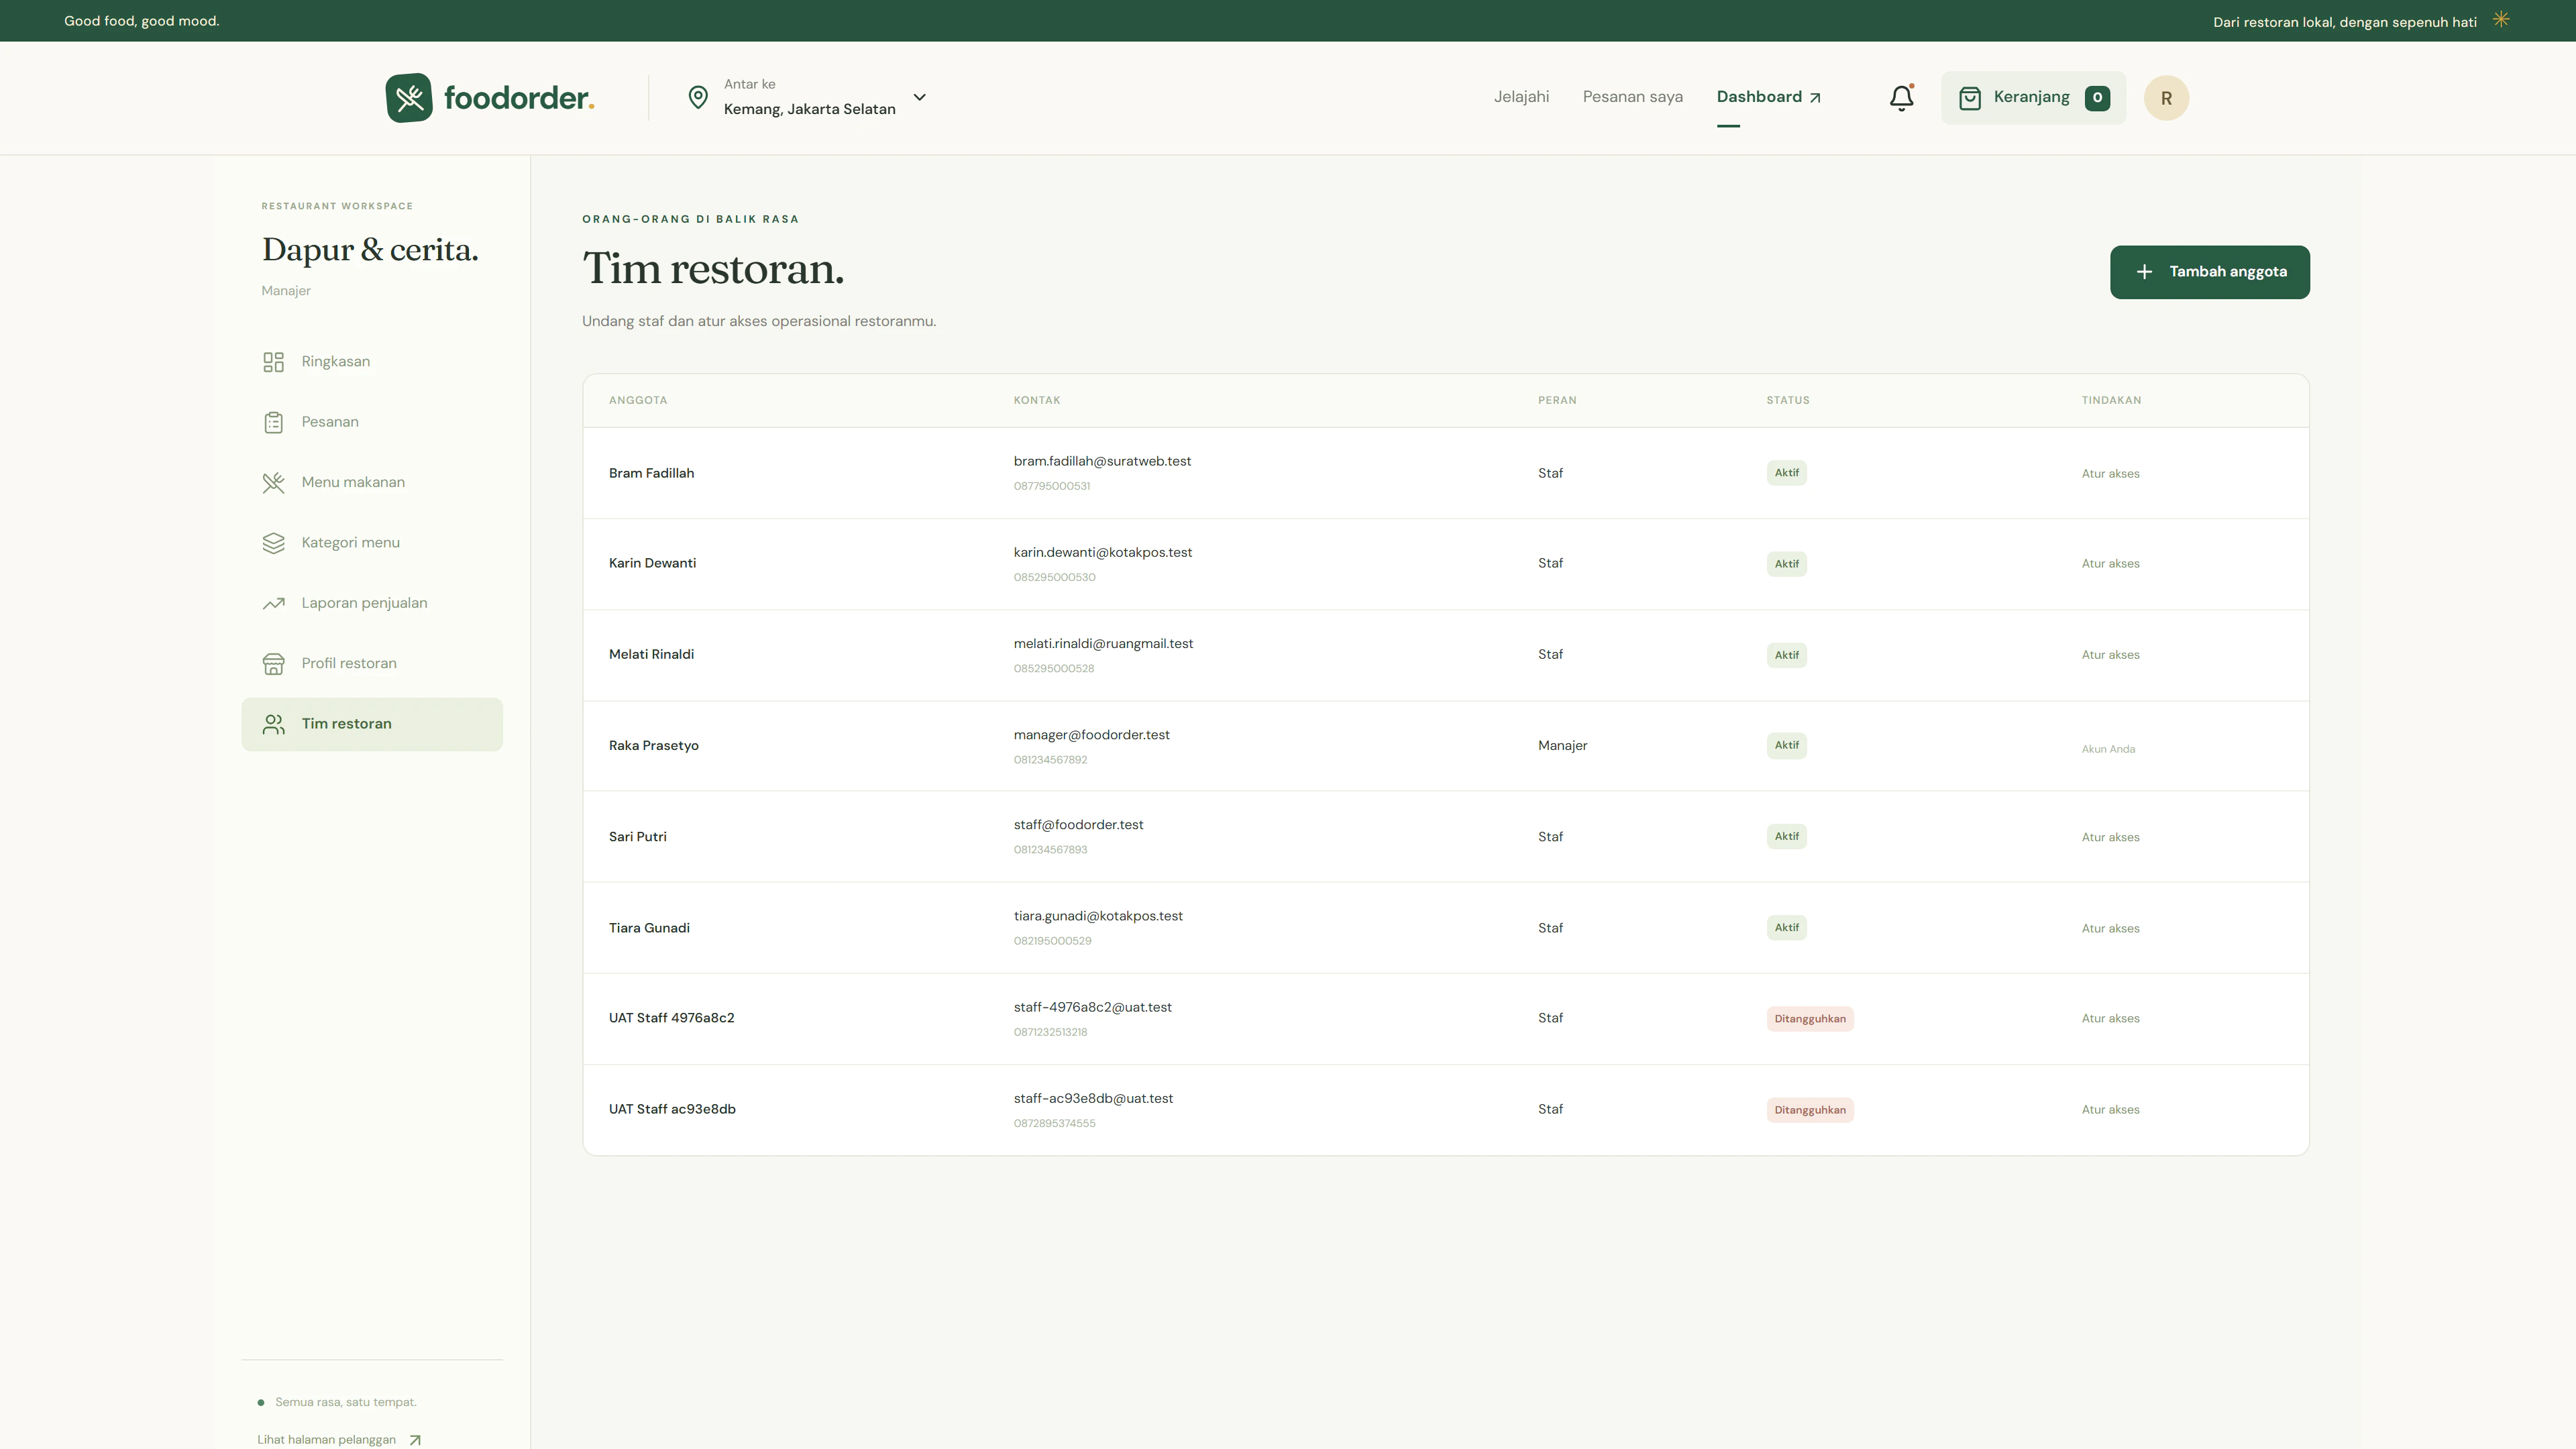 Good food, good mood.
Dari restoran lokal, dengan sepenuh hati
foodorder.
Antar ke
Kemang, Jakarta Selatan
Jelajahi
Pesanan saya
Dashboard
Keranjang 0
R
RESTAURANT WORKSPACE
Dapur & cerita.
Manajer
Ringkasan
Pesanan
Menu makanan
Kategori menu
Laporan penjualan
Profil restoran
Tim restoran
Semua rasa, satu tempat.
Lihat halaman pelanggan
ORANG-ORANG DI BALIK RASA
Tim restoran.
Undang staf dan atur akses operasional restoranmu.
Tambah anggota
ANGGOTA KONTAK PERAN STATUS TINDAKAN
Bram Fadillah bram.fadillah@suratweb.test Staf Aktif Atur akses
087795000531
Karin Dewanti karin.dewanti@kotakpos.test Staf Aktif Atur akses
085295000530
Melati Rinaldi melati.rinaldi@ruangmail.test Staf Aktif Atur akses
085295000528
Raka Prasetyo manager@foodorder.test Manajer Aktif Akun Anda
081234567892
Sari Putri staff@foodorder.test Staf Aktif Atur akses
081234567893
Tiara Gunadi tiara.gunadi@kotakpos.test Staf Aktif Atur akses
082195000529
UAT Staff 4976a8c2 staff-4976a8c2@uat.test Staf Ditangguhkan Atur akses
0871232513218
UAT Staff ac93e8db staff-ac93e8db@uat.test Staf Ditangguhkan Atur akses
0872895374555